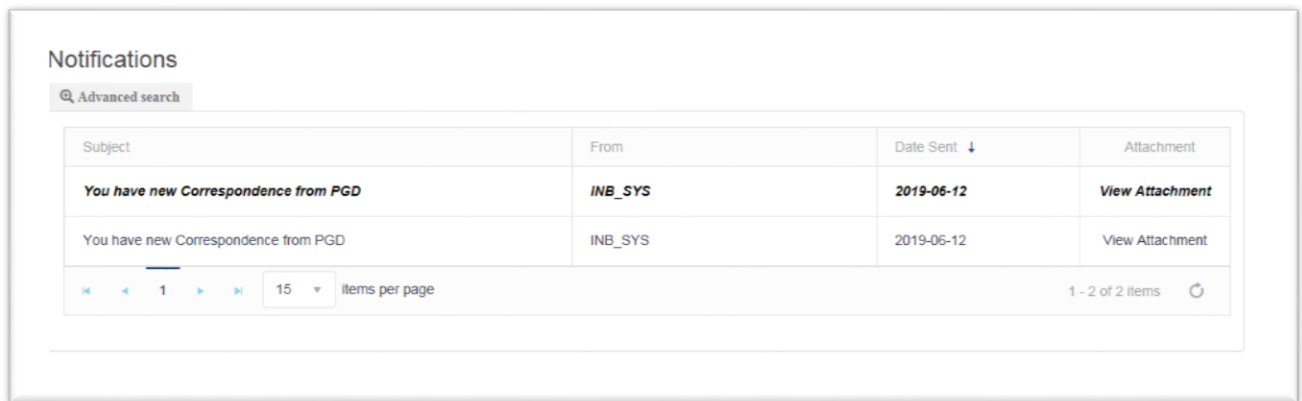 Notifications
Advanced search
Subject From Date Sent Attachment
You have new Correspondence from PGD INB_SYS 2019-06-12 View Attachment
You have new Correspondence from PGD INB_SYS 2019-06-12 View Attachment
1 15 items per page 1 - 2 of 2 items